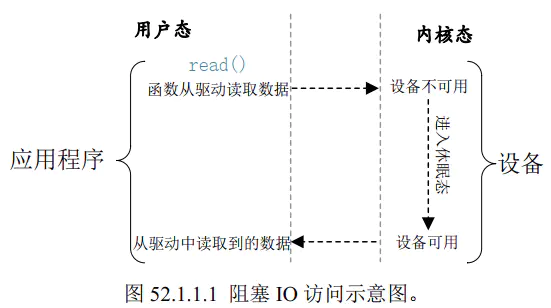 用户态 内核态
read()
函数从驱动读取数据 设备不可用
进入休眠态
应用程序 设备
从驱动中读取到的数据 设备可用
图 52.1.1.1 阻塞 IO 访问示意图。